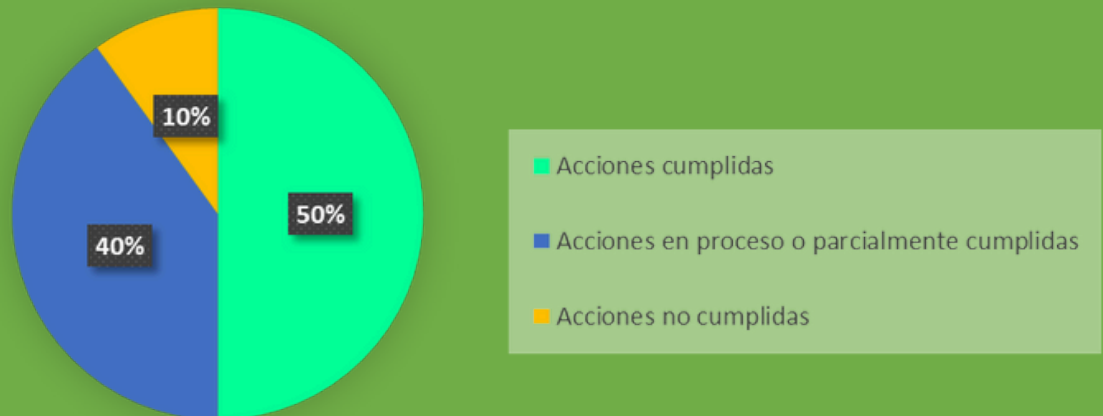 10%
50%
40%
Acciones cumplidas
Acciones en proceso o parcialmente cumplidas
Acciones no cumplidas